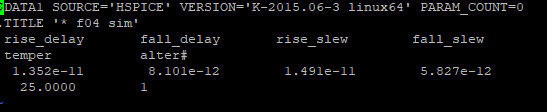 $DATA1 SOURCE='HSPICE' VERSION='K-2015.06-3 linux64' PARAM_COUNT=0
.TITLE '* f04 sim'
rise_delay fall_delay rise_slew fall_slew
temper alter#
1.352e-11 8.101e-12 1.491e-11 5.827e-12
25.0000 1
~